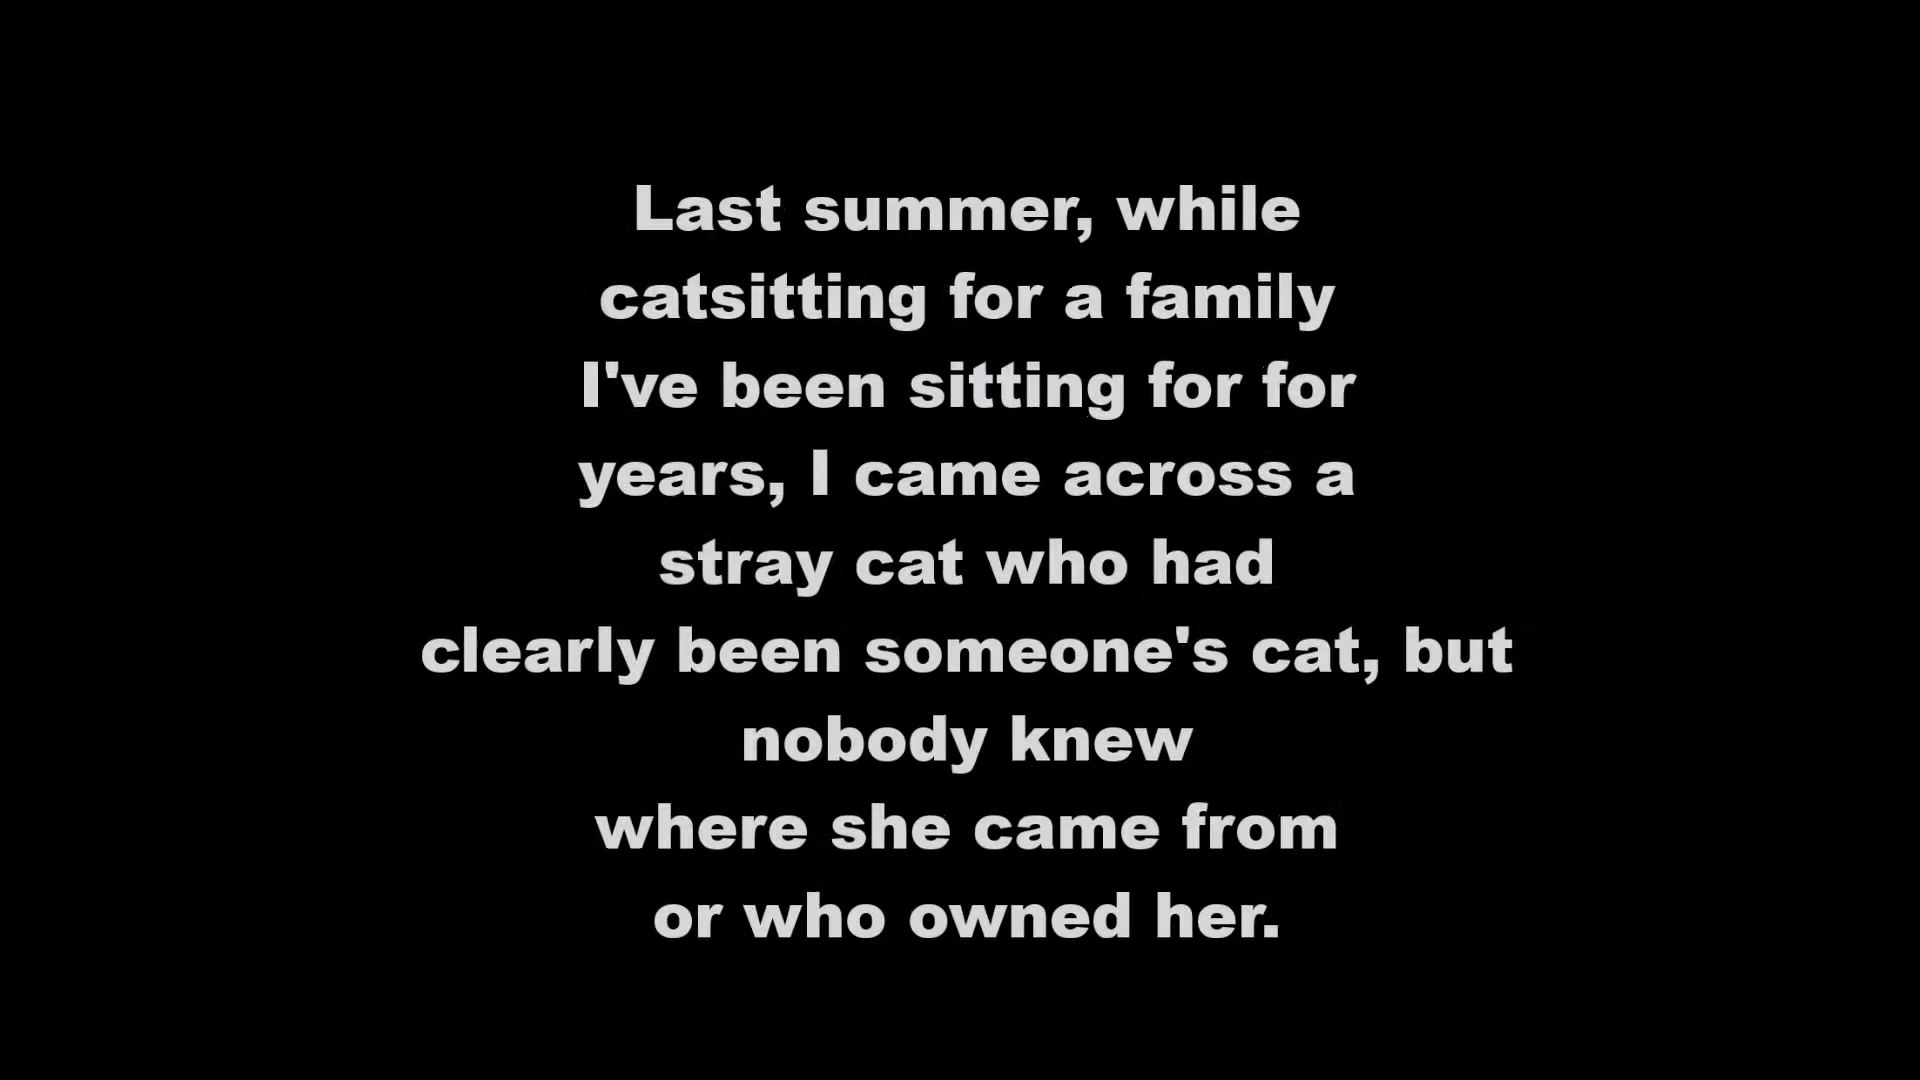 Last summer, while
catsitting for a family
I've been sitting for for
years, I came across a
stray cat who had
clearly been someone's cat, but
nobody knew
where she came from
or who owned her.